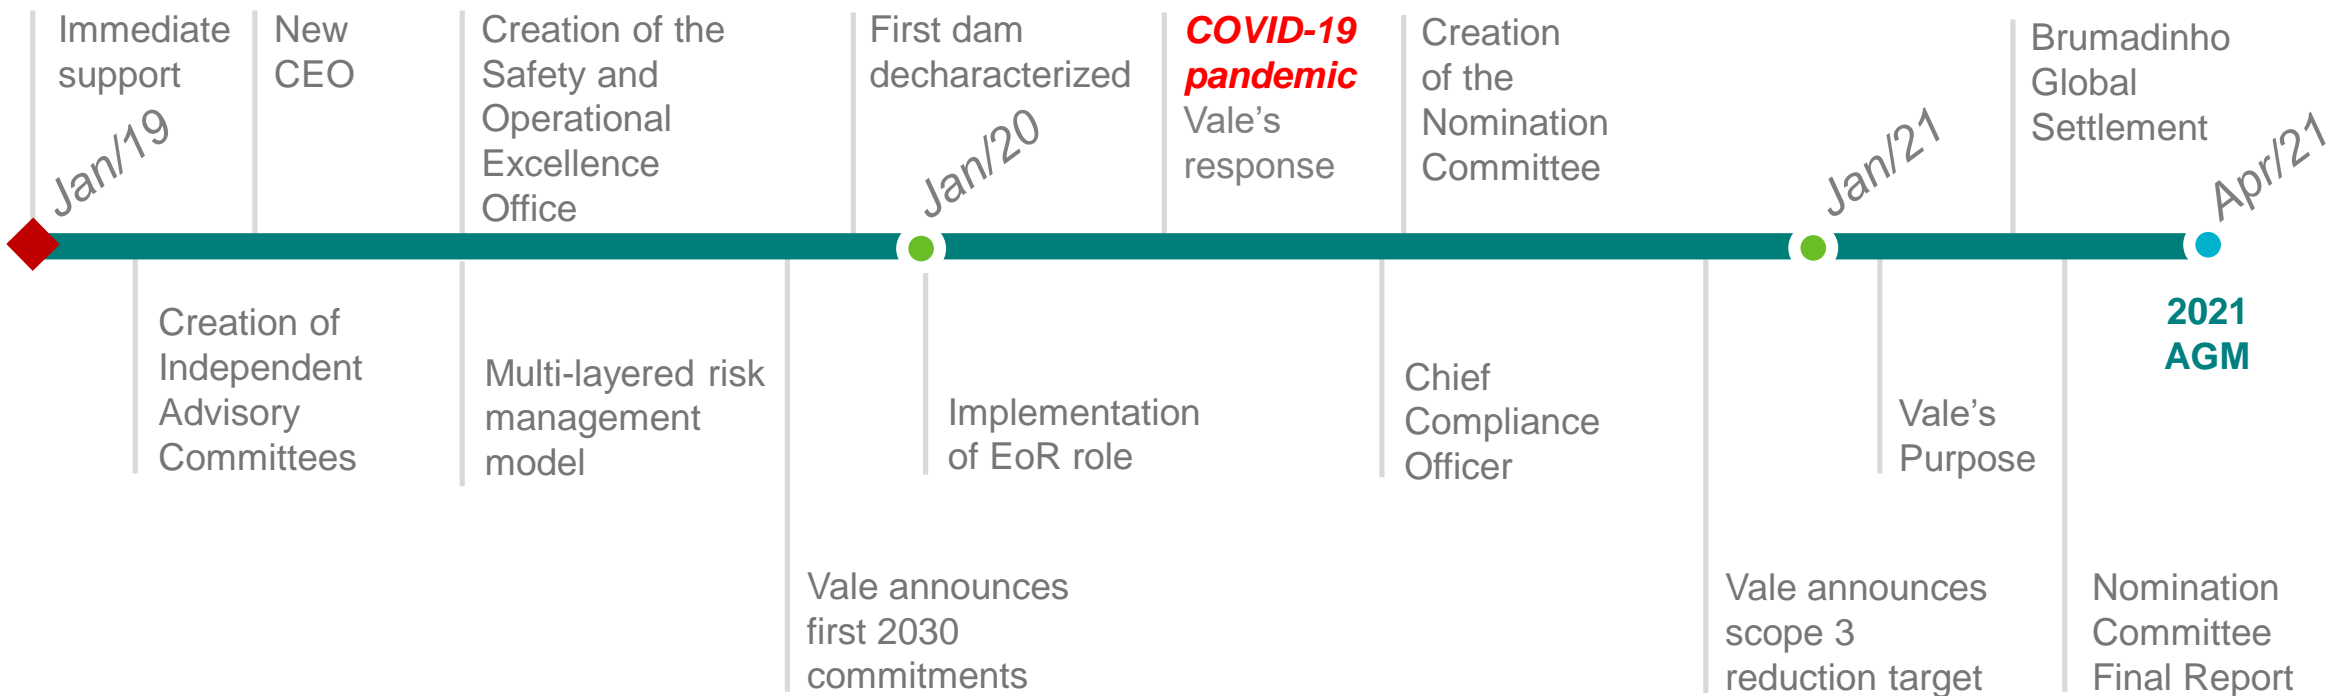 Immediate
support
New
CEO
Creation of the
Safety and
Operational
Excellence
Office
First dam
decharacterized
COVID-19
pandemic
Vale’s
response
Creation
of the
Nomination
Committee
Brumadinho
Global
Settlement
Jan/19
Jan/20
Jan/21
Apr/21
Creation of
Independent
Advisory
Committees
Multi-layered risk
management
model
Vale announces
first 2030
commitments
Implementation
of EoR role
Chief
Compliance
Officer
Vale announces
scope 3
reduction target
Vale’s
Purpose
Nomination
Committee
Final Report
2021
AGM